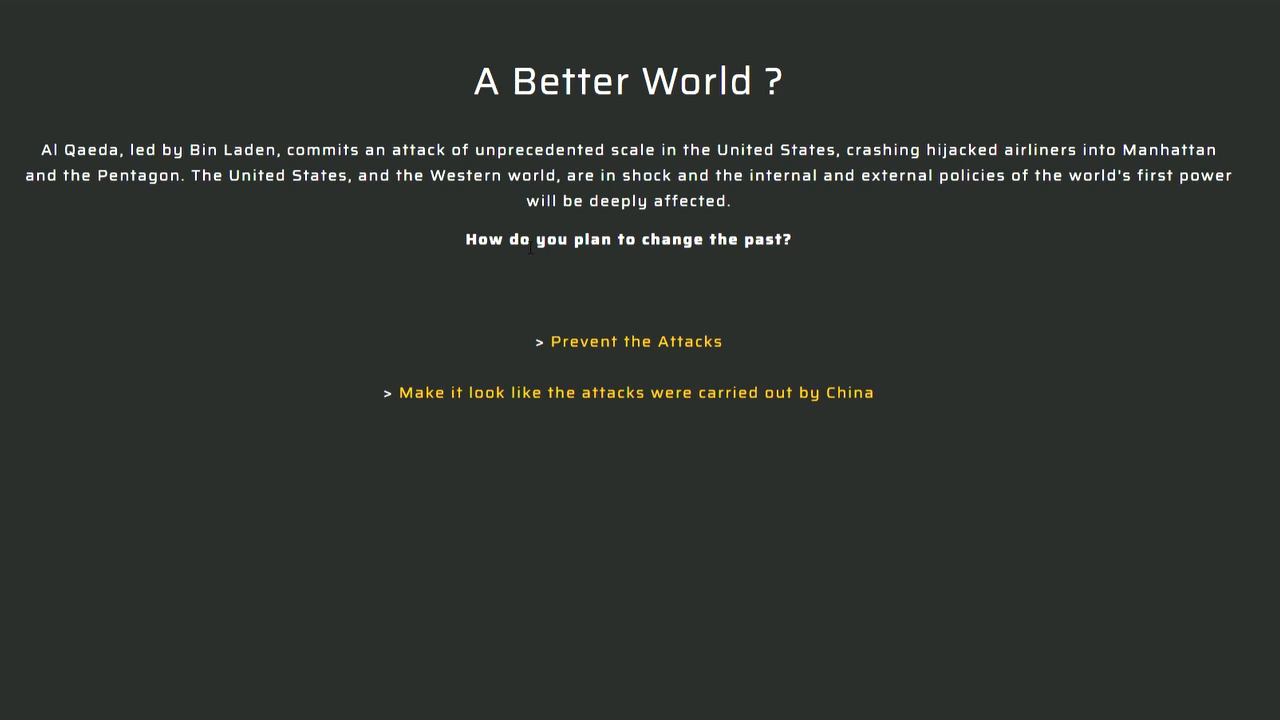 A Better World ?
Al Qaeda, led by Bin Laden, commits an attack of unprecedented scale in the United States, crashing hijacked airliners into Manhattan
and the Pentagon. The United States, and the Western world, are in shock and the internal and external policies of the world's first power
will be deeply affected.
How do you plan to change the past?
> Prevent the Attacks
> Make it look like the attacks were carried out by China